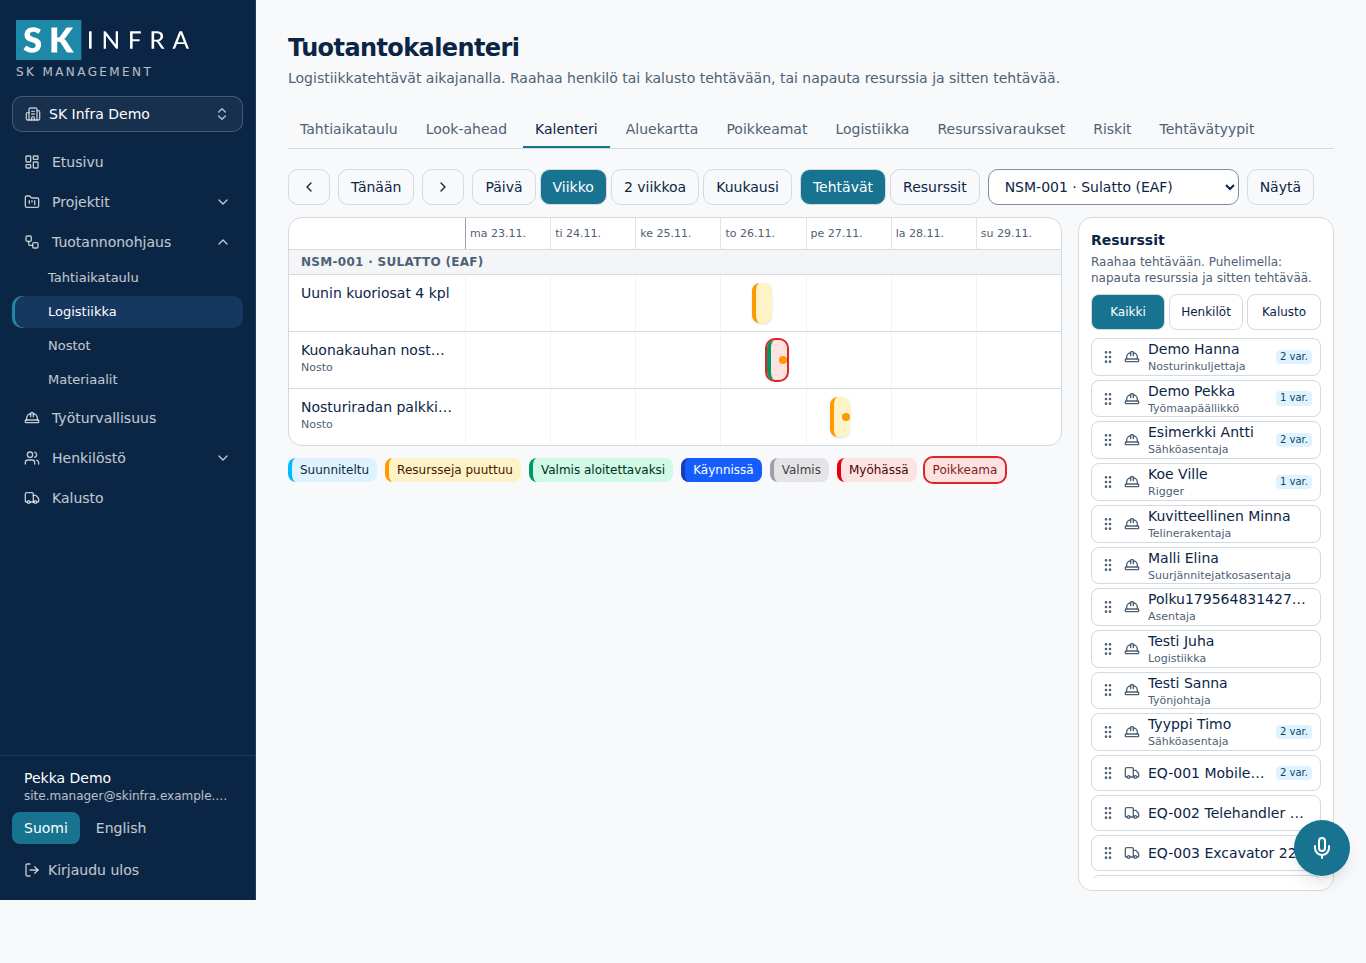 SK INFRA
SK MANAGEMENT
SK Infra Demo
Etusivu
Projektit
Tuotannonohjaus
Tahtiaikataulu
Logistiikka
Nostot
Materiaalit
Työturvallisuus
Henkilöstö
Kalusto
Pekka Demo
site.manager@skinfra.example....
Suomi English
Kirjaudu ulos
Tuotantokalenteri
Logistiikkatehtävät aikajanalla. Raahaa henkilö tai kalusto tehtävään, tai napauta resurssia ja sitten tehtävää.
Tahtiaikataulu Look-ahead Kalenteri Aluekartta Poikkeamat Logistiikka Resurssivaraukset Riskit Tehtävätyypit
Tänään Päivä Viikko 2 viikkoa Kuukausi Tehtävät Resurssit NSM-001 · Sulatto (EAF) Näytä
ma 23.11. ti 24.11. ke 25.11. to 26.11. pe 27.11. la 28.11. su 29.11.
NSM-001 · SULATTO (EAF)
Uunin kuoriosat 4 kpl
Kuonakauhan nost...
Nosto
Nosturiradan palkki...
Nosto
Suunniteltu Resursseja puuttuu Valmis aloitettavaksi Käynnissä Valmis Myöhässä Poikkeama
Resurssit
Raahaa tehtävään. Puhelimella:
napauta resurssia ja sitten tehtävää.
Kaikki Henkilöt Kalusto
Demo Hanna 2 var.
Nosturinkuljettaja
Demo Pekka 1 var.
Työmaapäällikkö
Esimerkki Antti 2 var.
Sähköasentaja
Koe Ville 1 var.
Rigger
Kuvitteellinen Minna
Telinerakentaja
Malli Elina
Suurjännitejatkosasentaja
Polku179564831427...
Asentaja
Testi Juha
Logistiikka
Testi Sanna
Työnjohtaja
Tyyppi Timo 2 var.
Sähköasentaja
EQ-001 Mobile... 2 var.
EQ-002 Telehandler ...
EQ-003 Excavator 22